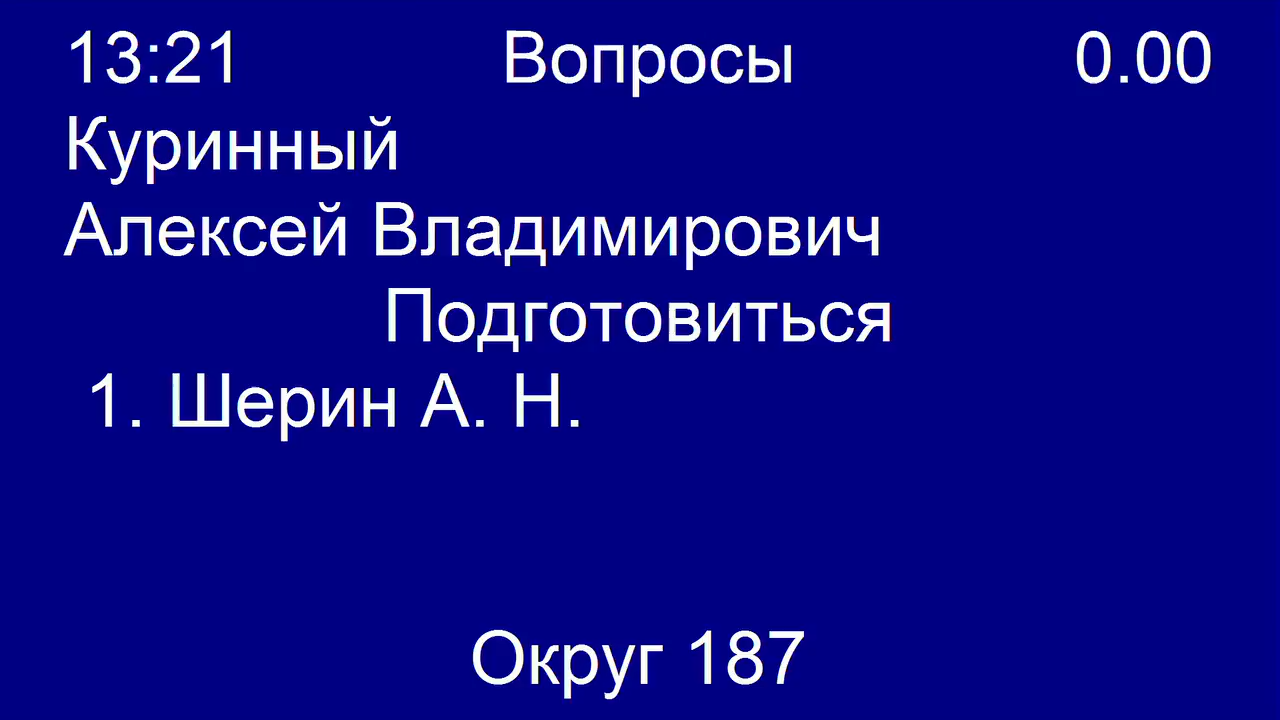 13:21 Вопросы 0.00
Куринный
Алексей Владимирович
Подготовиться
1. Шерин А. Н.
Округ 187